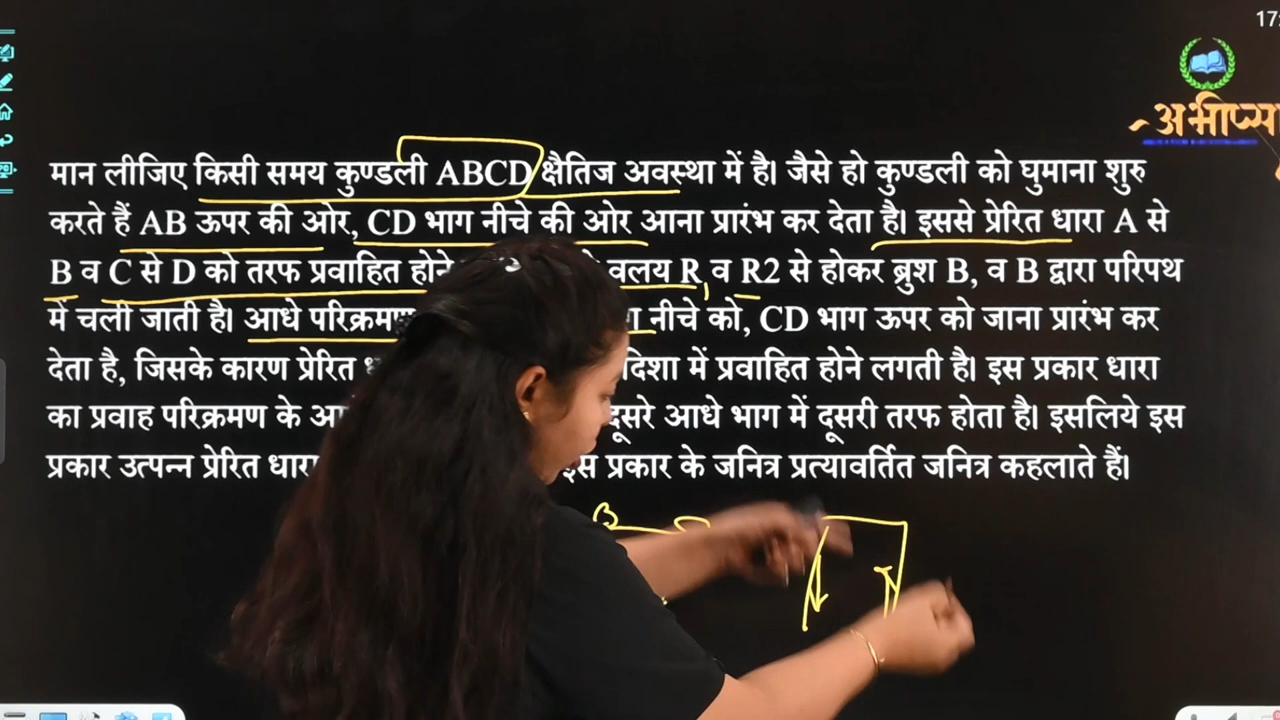 17:
अभीप्स
मान लीजिए किसी समय कुण्डली ABCD क्षैतिज अवस्था में है। जैसे हो कुण्डली को घुमाना शुरु
करते हैं AB ऊपर की ओर, CD भाग नीचे की ओर आना प्रारंभ कर देता है। इससे प्रेरित धारा A से
B व C से D को तरफ प्रवाहित होने वलय R, व R2 से होकर ब्रुश B, व B द्वारा परिपथ
में चली जाती है। आधे परिक्रमण नीचे को, CD भाग ऊपर को जाना प्रारंभ कर
देता है, जिसके कारण प्रेरित दिशा में प्रवाहित होने लगती है। इस प्रकार धारा
का प्रवाह परिक्रमण के दूसरे आधे भाग में दूसरी तरफ होता है। इसलिये इस
प्रकार उत्पन्न प्रेरित धारा इस प्रकार के जनित्र प्रत्यावर्तित जनित्र कहलाते हैं।